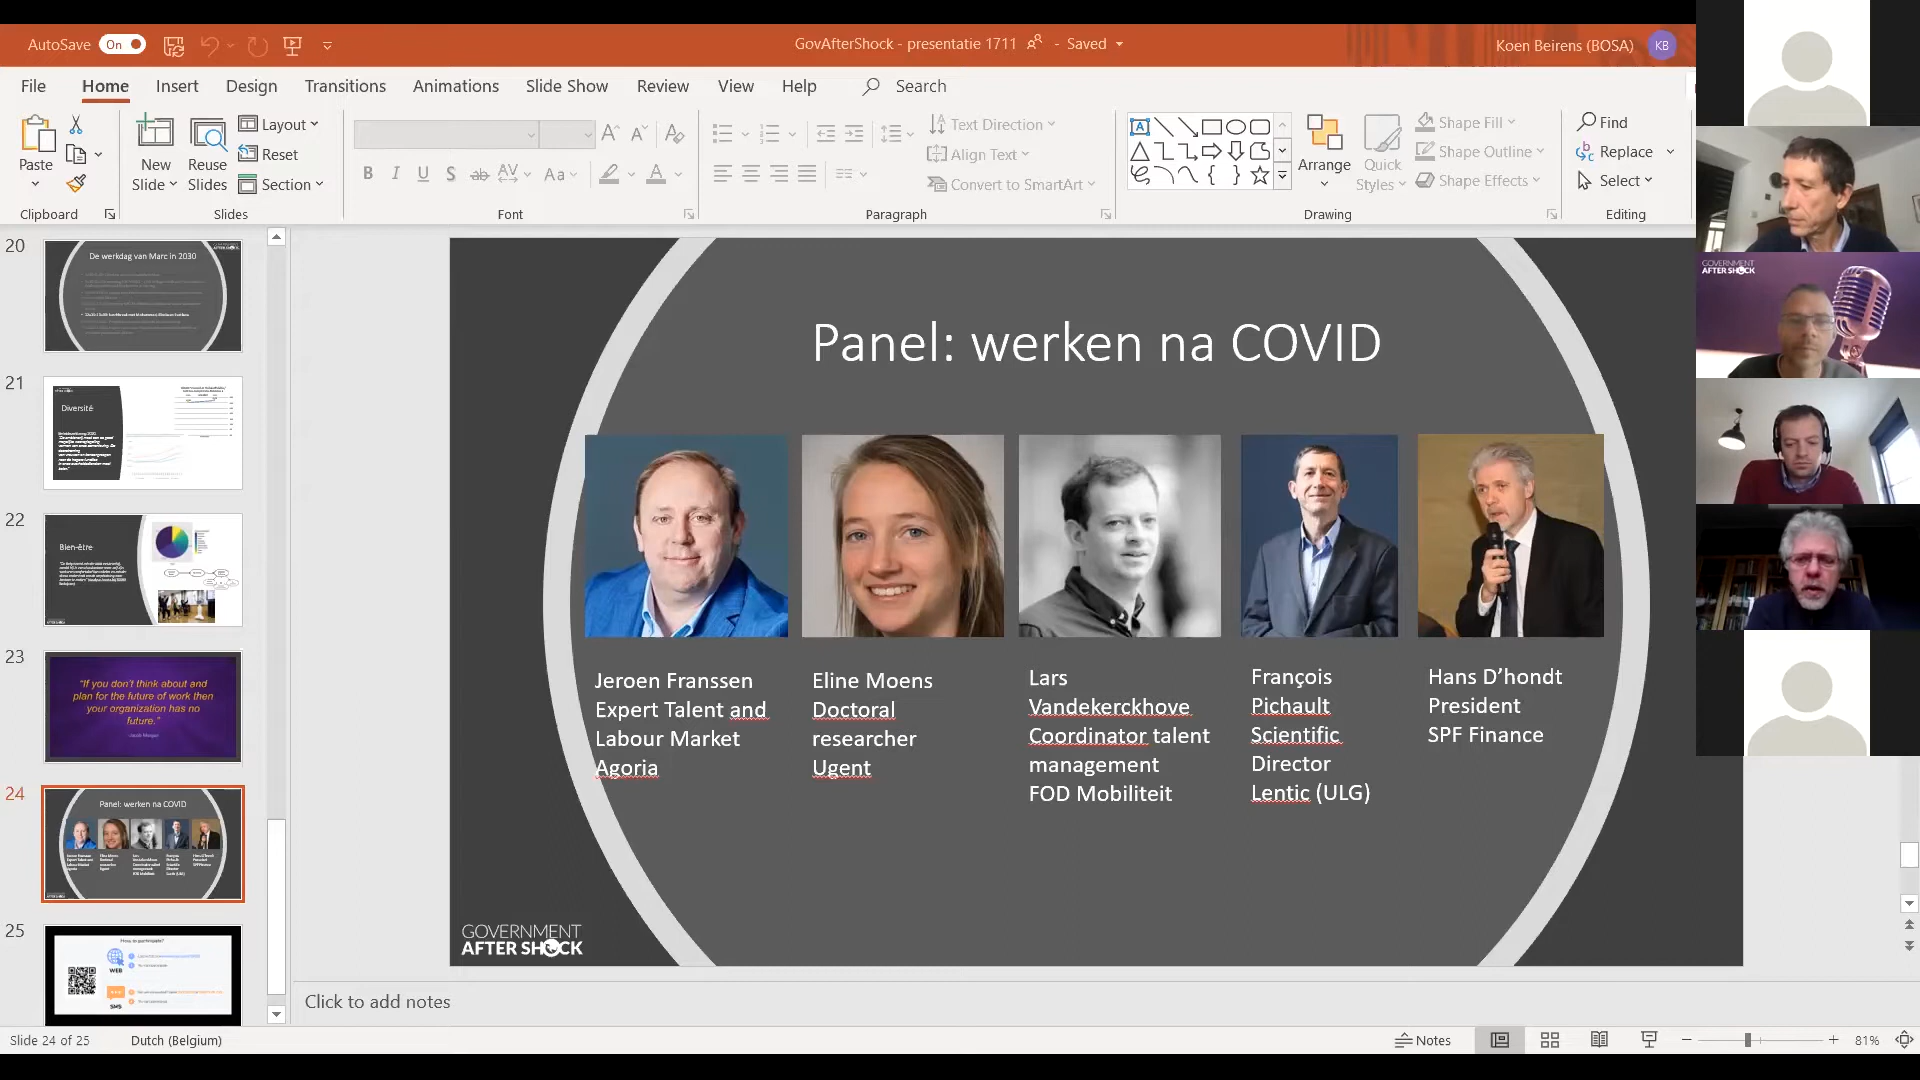 AutoSave On
GovAfterShock - presentatie 1711 - Saved
Koen Beirens (BOSA) KB
File Home Insert Design Transitions Animations Slide Show Review View Help Search
Paste
Clipboard
New
Slide
Reuse
Slides
Layout
Reset
Section
Slides
Font
Text Direction
Align Text
Convert to SmartArt
Paragraph
Arrange
Quick
Styles
Shape Fill
Shape Outline
Shape Effects
Drawing
Find
Replace
Select
Editing
20
De werkdag van Marc in 2030
21
Diversité
22
Bien-être
23
"If you don't think about and
plan for the future of work then
your organization has no
future."
24
Panel: werken na COVID
25
How to participate?
WEB
SMS
Panel: werken na COVID
Jeroen Franssen
Expert Talent and
Labour Market
Agoria
Eline Moens
Doctoral
researcher
Ugent
Lars
Vandekerckhove
Coordinator talent
management
FOD Mobiliteit
François
Pichault
Scientific
Director
Lentic (ULG)
Hans D'hondt
President
SPF Finance
GOVERNMENT
AFTER SHOCK
GOVERNMENT
AFTER SHOCK
Click to add notes
Slide 24 of 25
Dutch (Belgium)
Notes
81%